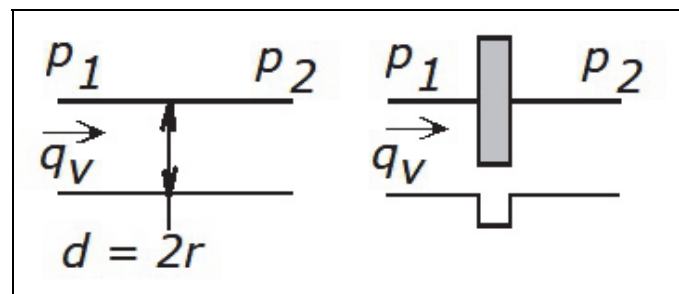 p1 p2
qv
d = 2r
p1 p2
qv